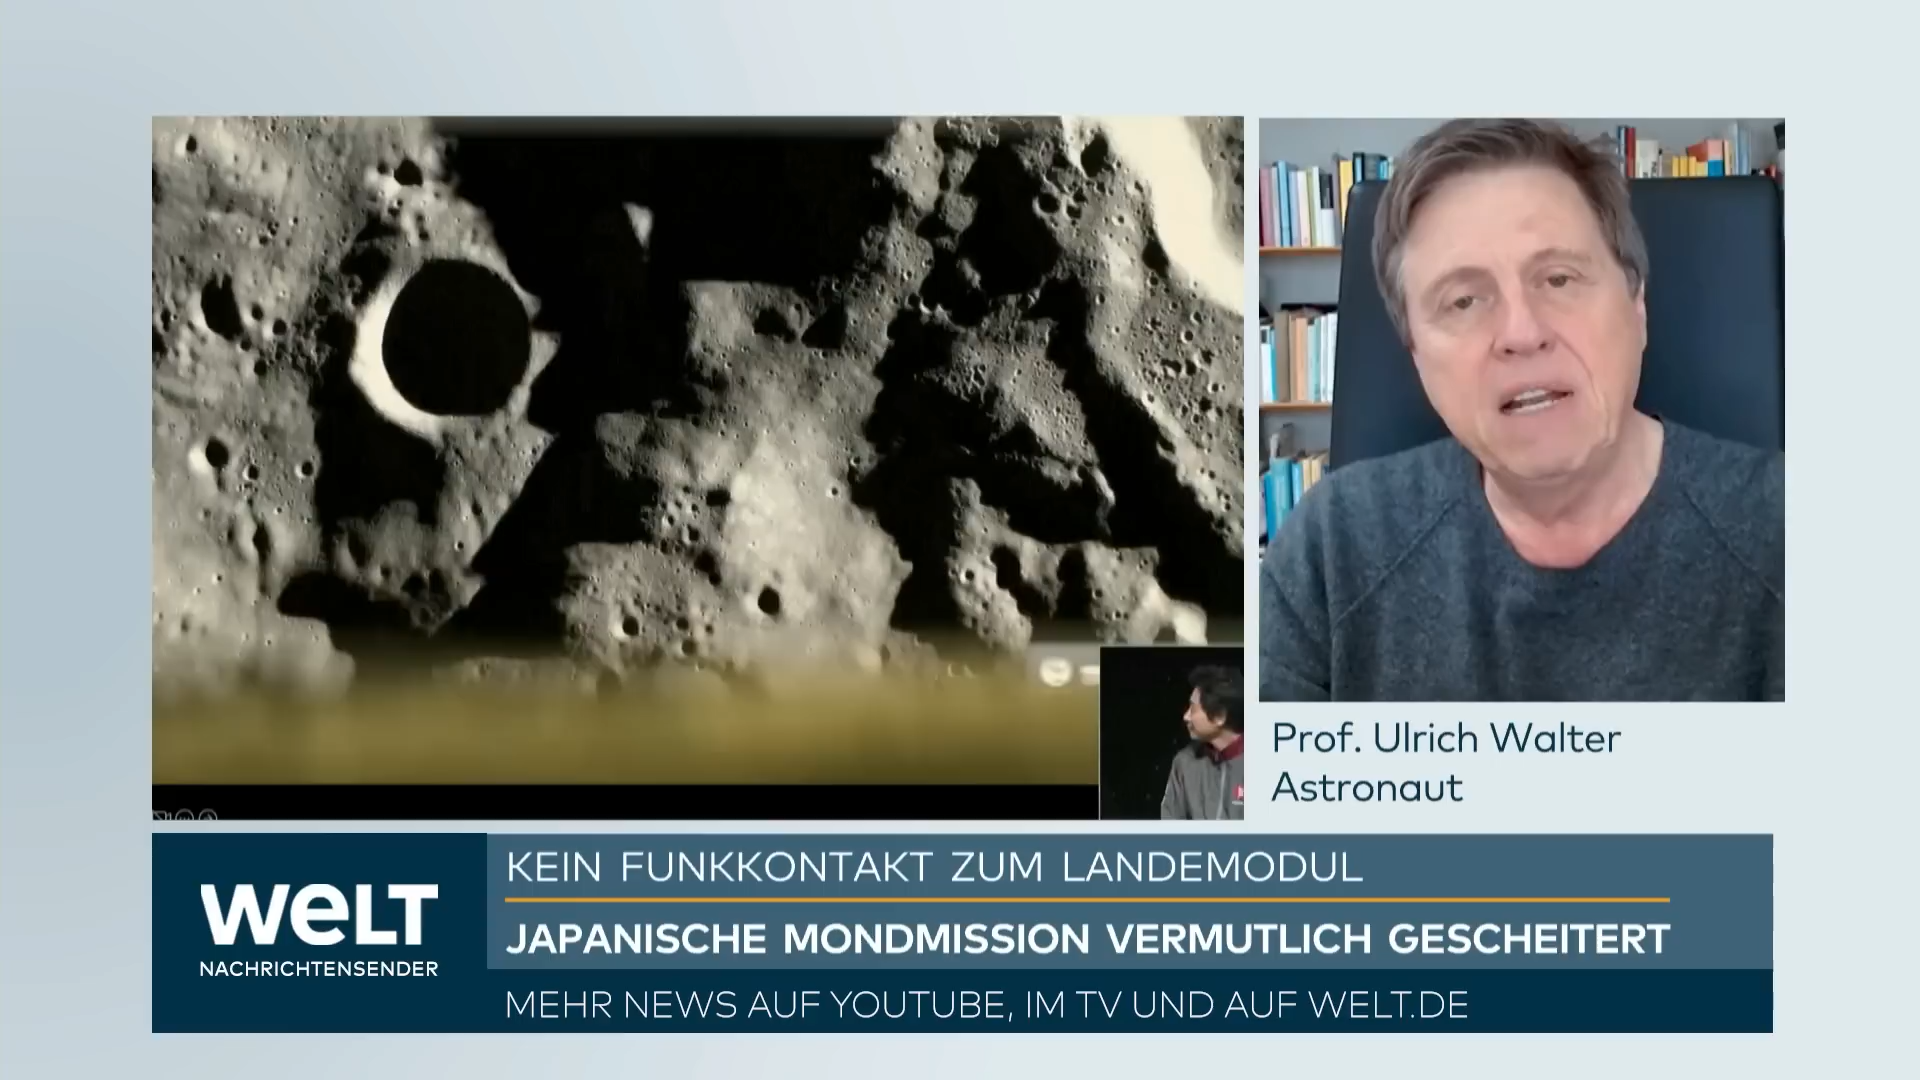 Prof. Ulrich Walter
Astronaut
welt
NACHRICHTENSENDER
KEIN FUNKKONTAKT ZUM LANDEMODUL
JAPANISCHE MONDMISSION VERMUTLICH GESCHEITERT
MEHR NEWS AUF YOUTUBE, IM TV UND AUF WELT.DE